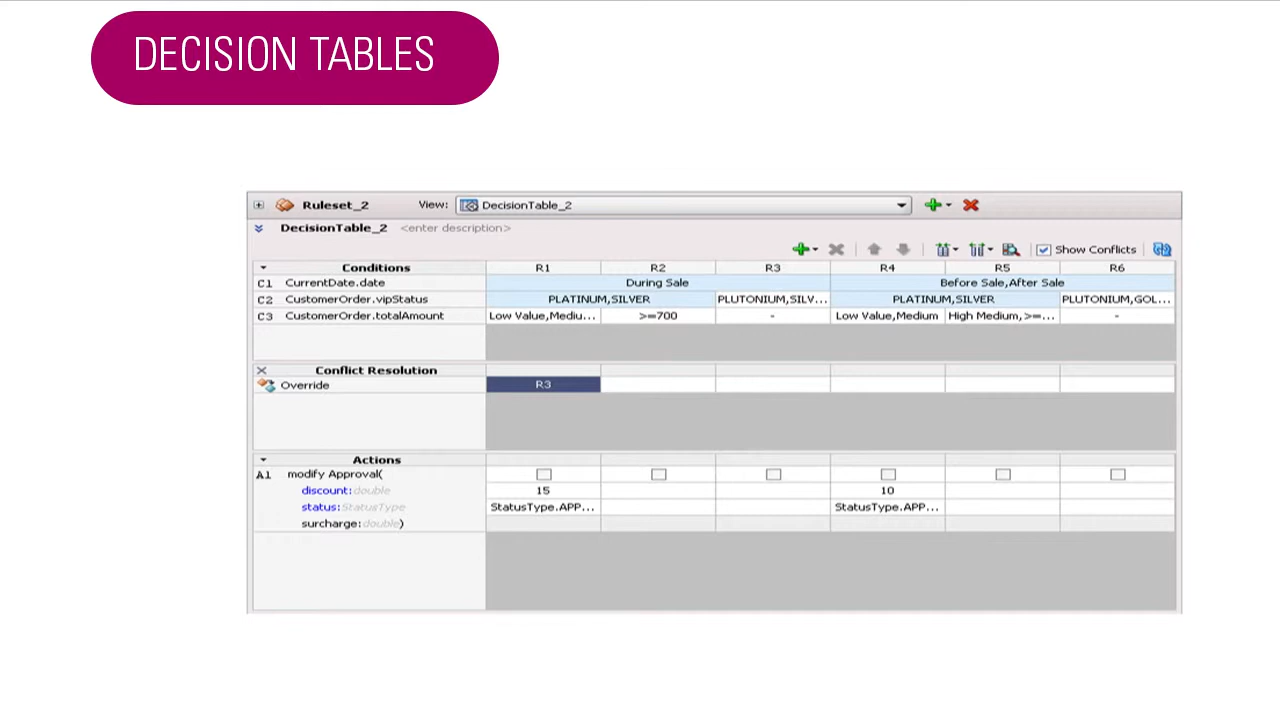 DECISION TABLES
Ruleset_2 View: DecisionTable_2
DecisionTable_2 <enter description>
Show Conflicts
Conditions R1 R2 R3 R4 R5 R6
C1 CurrentDate.date During Sale Before Sale,After Sale
C2 CustomerOrder.vipStatus PLATINUM,SILVER PLUTONIUM,SILV... PLATINUM,SILVER PLUTONIUM,GOL...
C3 CustomerOrder.totalAmount Low Value,Mediu... >=700 - Low Value,Medium High Medium,>=... -
Conflict Resolution
Override R3
Actions
A1 modify Approval(
discount:double 15 10
status:StatusType StatusType.APP... StatusType.APP...
surcharge:double)